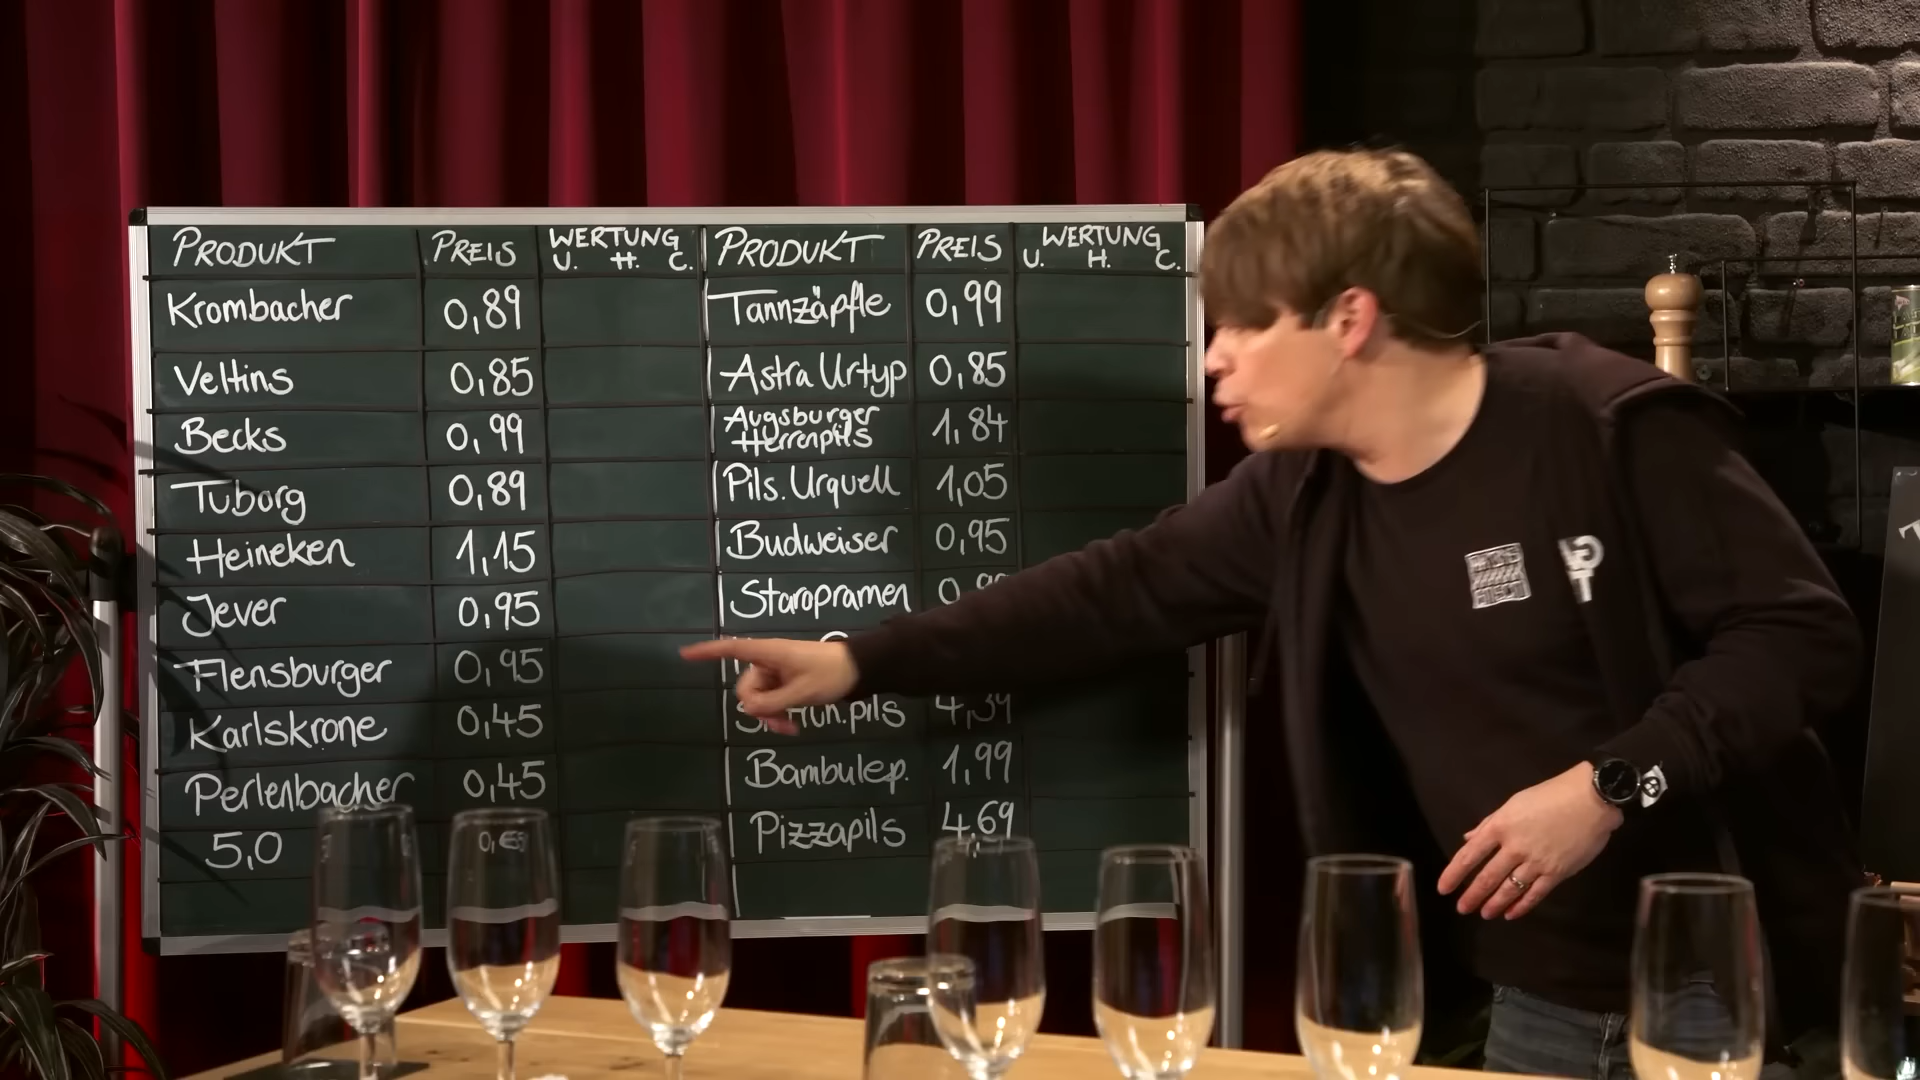 PRODUKT PREIS WERTUNG
U. H. C.
Krombacher 0,89
Veltins 0,85
Becks 0,99
Tuborg 0,89
Heineken 1,15
Jever 0,95
Flensburger 0,95
Karlskrone 0,45
Perlenbacher 0,45
5,0
PRODUKT PREIS WERTUNG
U. H. C.
Tannzäpfle 0,99
Astra Urtyp 0,85
Augsburger
Herrenpils 1,84
Pils. Urquell 1,05
Budweiser 0,95
Staropramen
pils
Bambulep. 1,99
Pizzapils 4,69